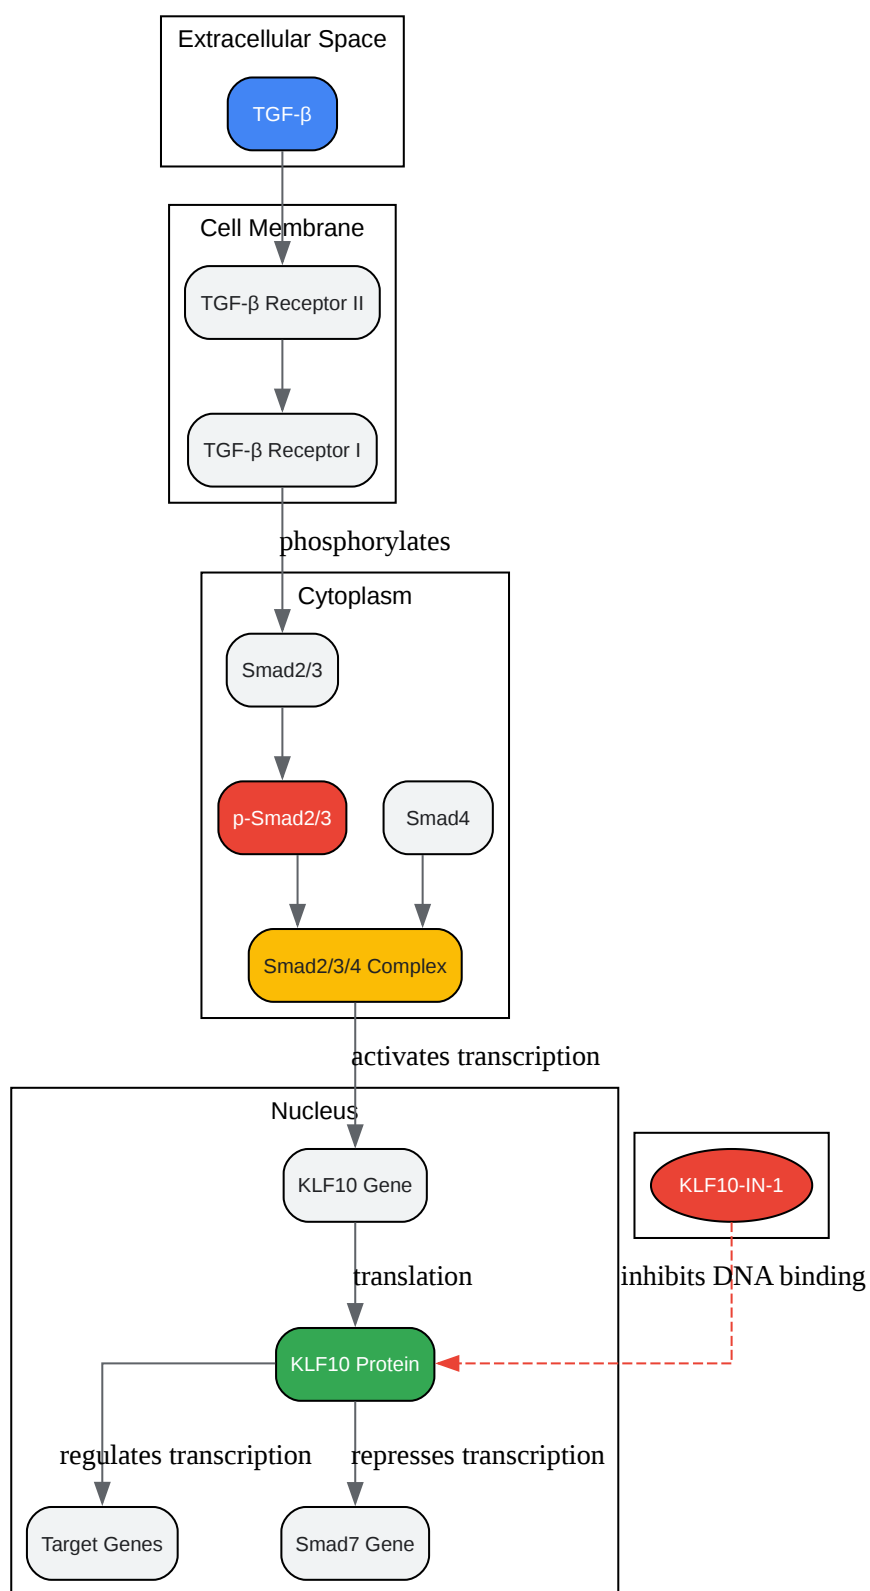 Extracellular Space
TGF-β
Cell Membrane
TGF-β Receptor II
TGF-β Receptor I
phosphorylates
Cytoplasm
Smad2/3
p-Smad2/3
Smad4
Smad2/3/4 Complex
activates transcription
Nucleus
KLF10 Gene
KLF10-IN-1
translation
inhibits DNA binding
KLF10 Protein
regulates transcription
represses transcription
Target Genes
Smad7 Gene